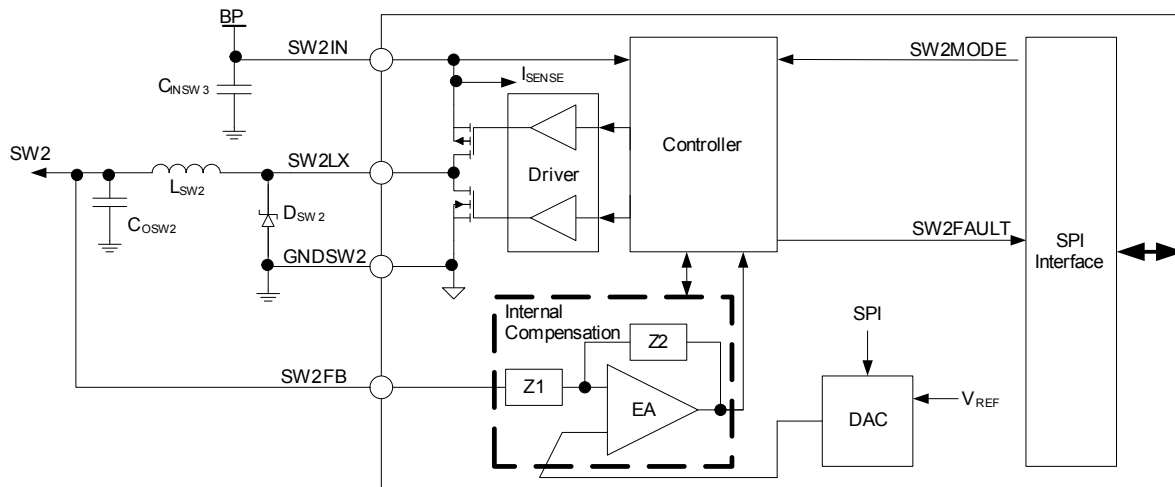 BP
SW2IN
SW2MODE
CINSW3
ISENSE
Controller
SW2
SW2LX
Driver
LSW2
DSW2
COSW2
SW2FAULT
SPI
Interface
GNDSW2
Internal
Compensation
SPI
Z2
SW2FB
Z1
EA
VREF
DAC